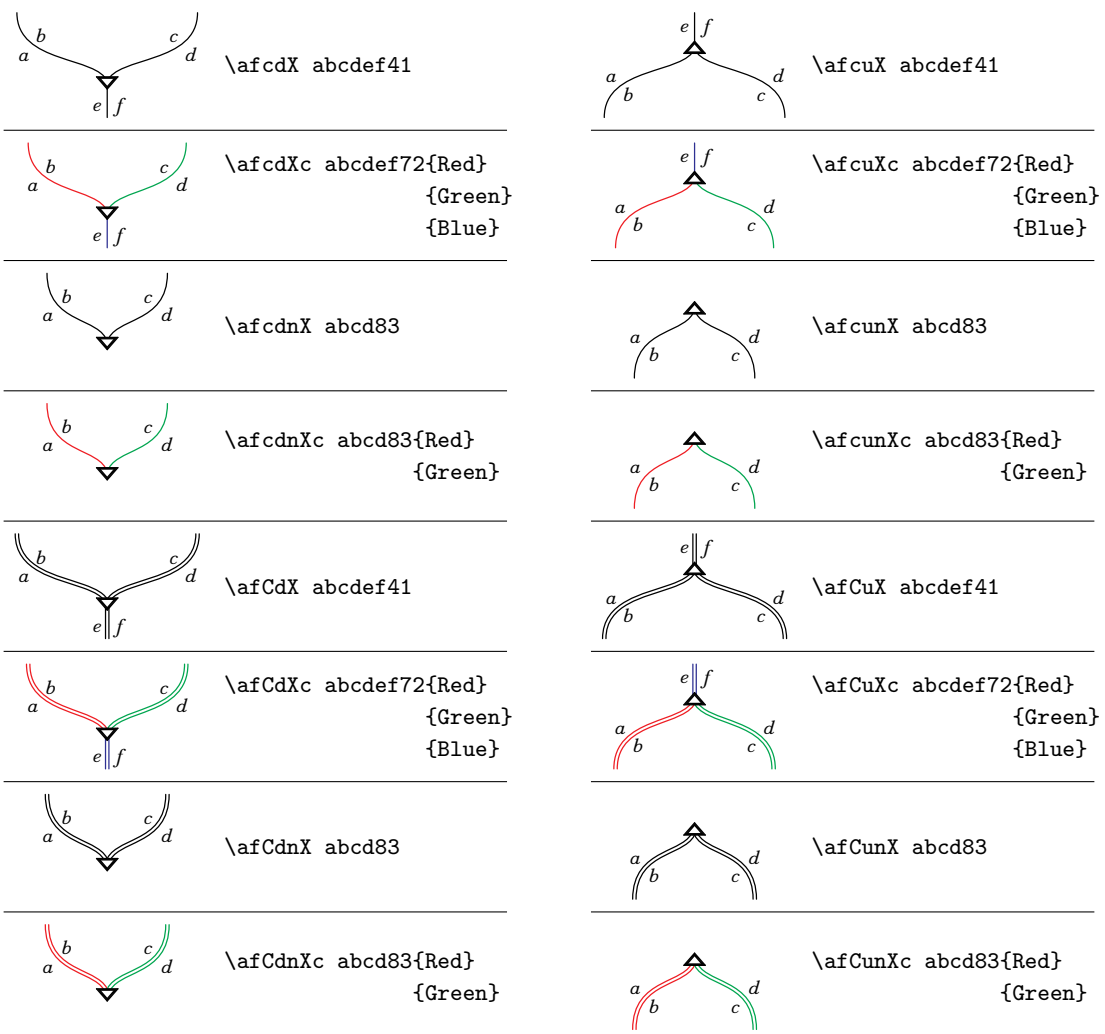 b c
a d
\afcdX abcdef41
e f
e f
a d
\afcuX abcdef41
b c
b c
a d
\afcdXc abcdef72{Red}
{Green}
{Blue}
e f
e f
\afcuXc abcdef72{Red}
{Green}
{Blue}
a d
b c
b c
a d
\afcdnX abcd83
\afcunX abcd83
a d
b c
b c
a d
\afcdnXc abcd83{Red}
{Green}
\afcunXc abcd83{Red}
{Green}
a d
b c
b c
a d
\afCdX abcdef41
e f
e f
\afCuX abcdef41
a d
b c
b c
a d
\afCdXc abcdef72{Red}
{Green}
{Blue}
e f
e f
\afCuXc abcdef72{Red}
{Green}
{Blue}
a d
b c
b c
a d
\afCdnX abcd83
\afCunX abcd83
a d
b c
b c
a d
\afCdnXc abcd83{Red}
{Green}
\afCunXc abcd83{Red}
{Green}
a d
b c